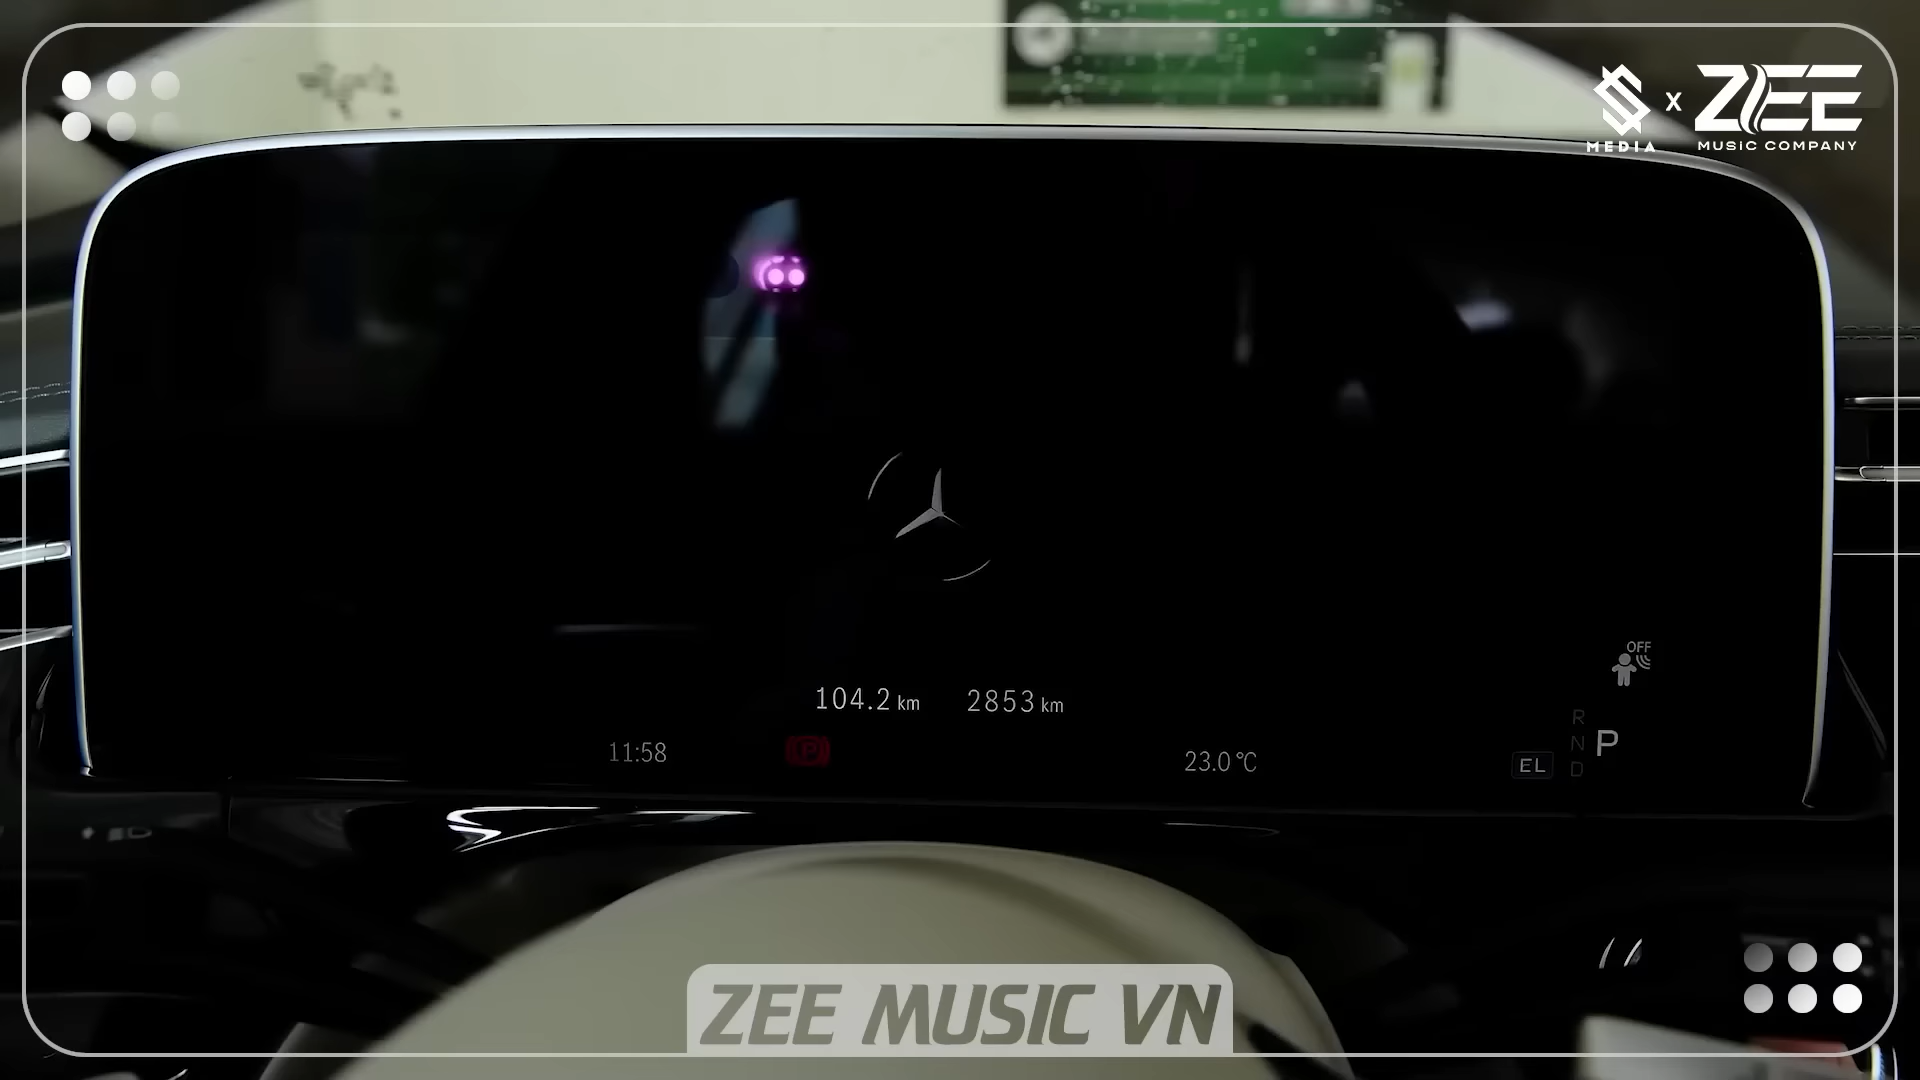 X
ZEE
MEDIA
MUSIC COMPANY
OFF
104.2 km
2853 km
R
N
D
P
11:58
P
23.0 °C
EL
ZEE MUSIC VN